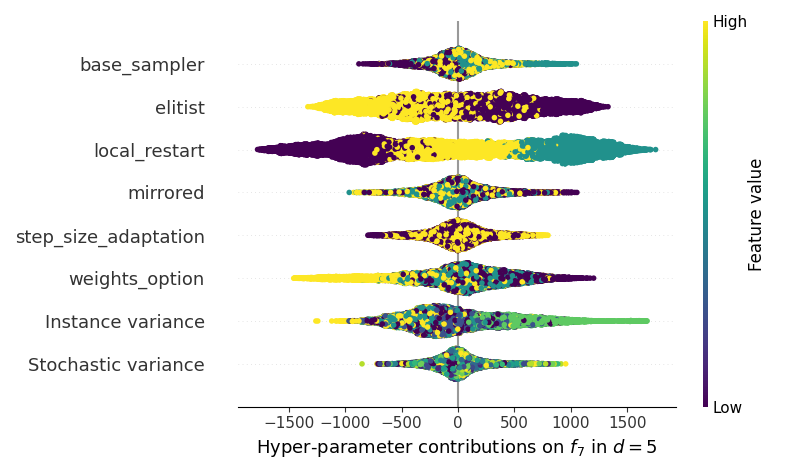 High
base_sampler
elitist
local_restart
mirrored
step_size_adaptation
weights_option
Instance variance
Stochastic variance
Feature value
Low
−1500 −1000 −500 0 500 1000 1500
Hyper-parameter contributions on f₇ in d = 5